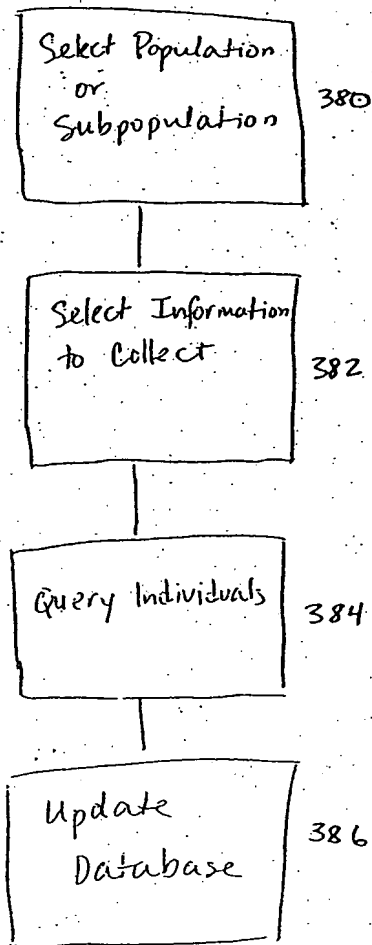 Select Population
or
Subpopulation
380
Select Information
to Collect
382
Query Individuals
384
Update
Database
386